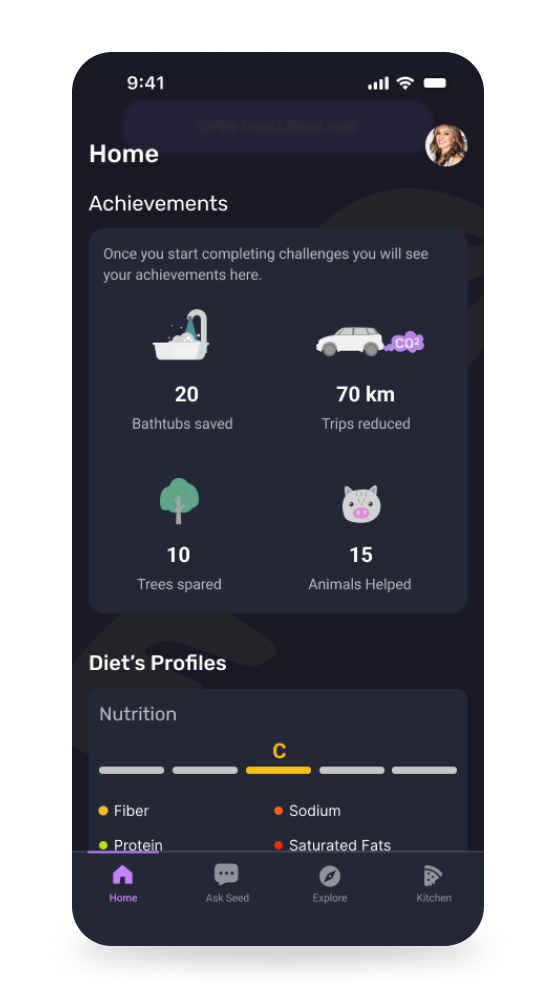 9:41
OPEN CHALLENGE HUB
Home
Achievements
Once you start completing challenges you will see
your achievements here.
CO²
20
70 km
Bathtubs saved
Trips reduced
10
15
Trees spared
Animals Helped
Diet’s Profiles
Nutrition
C
Fiber
Sodium
Protein
Saturated Fats
Home
Ask Seed
Explore
Kitchen